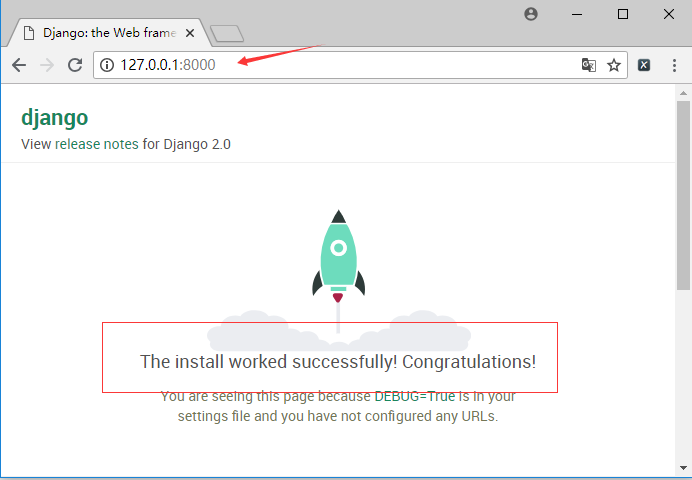 Django: the Web frame
127.0.0.1:8000
django
View release notes for Django 2.0
The install worked successfully! Congratulations!
You are seeing this page because DEBUG=True is in your
settings file and you have not configured any URLs.